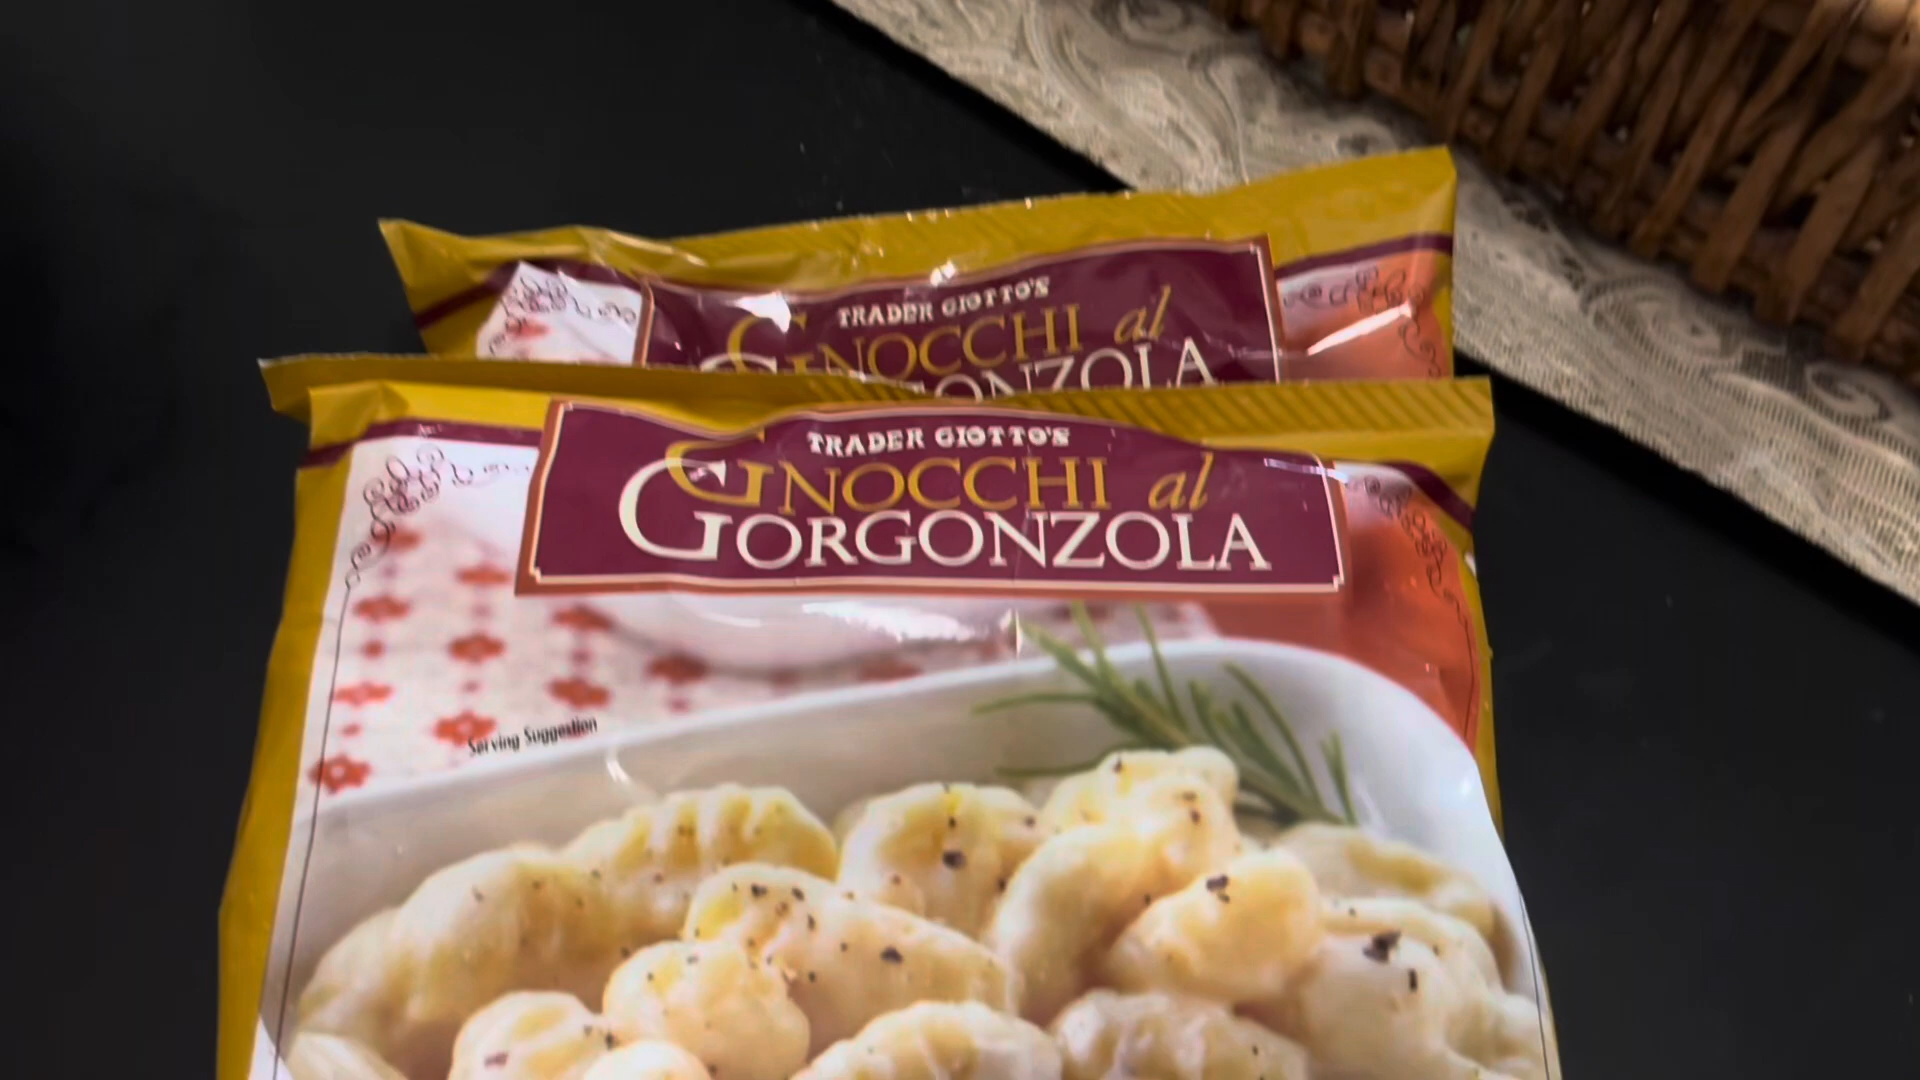 TRADER GIOTTO'S
GNOCCHI al
GORGONZOLA
TRADER GIOTTO'S
GNOCCHI al
GORGONZOLA
Serving Suggestion